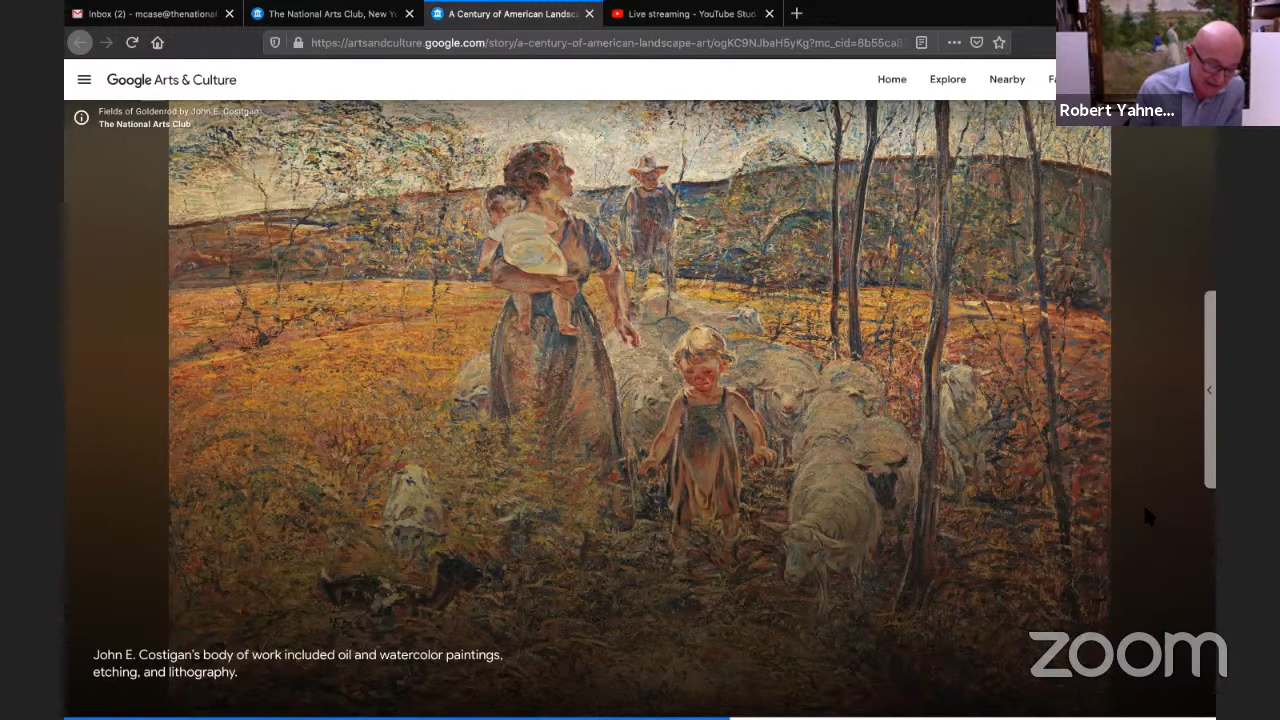 Inbox (2) - mcase@thenational
The National Arts Club, New Y
A Century of American Landsca
Live streaming - YouTube Stud
https://artsandculture.google.com/story/a-century-of-american-landscape-art/ogKC9NJbaH5yKg?mc_cid=8b55ca8
Google Arts & Culture
Home
Explore
Nearby
Robert Yahne...
Fields of Goldenrod by John E. Costigan
The National Arts Club
John E. Costigan's body of work included oil and watercolor paintings,
etching, and lithography.
zoom